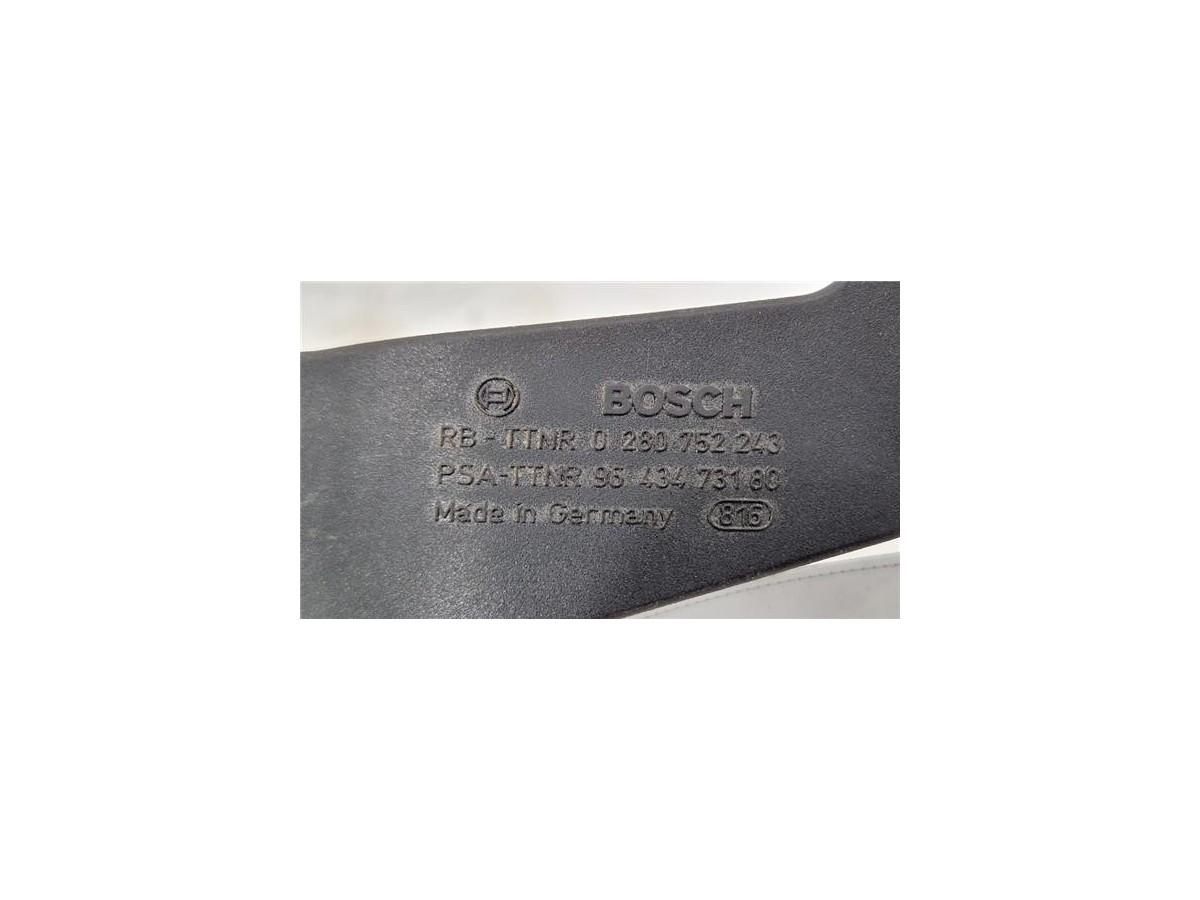 BOSCH
RB-TTNR 0 280 752 243
PSA-TTNR 96 434 731 80
Made in Germany 816